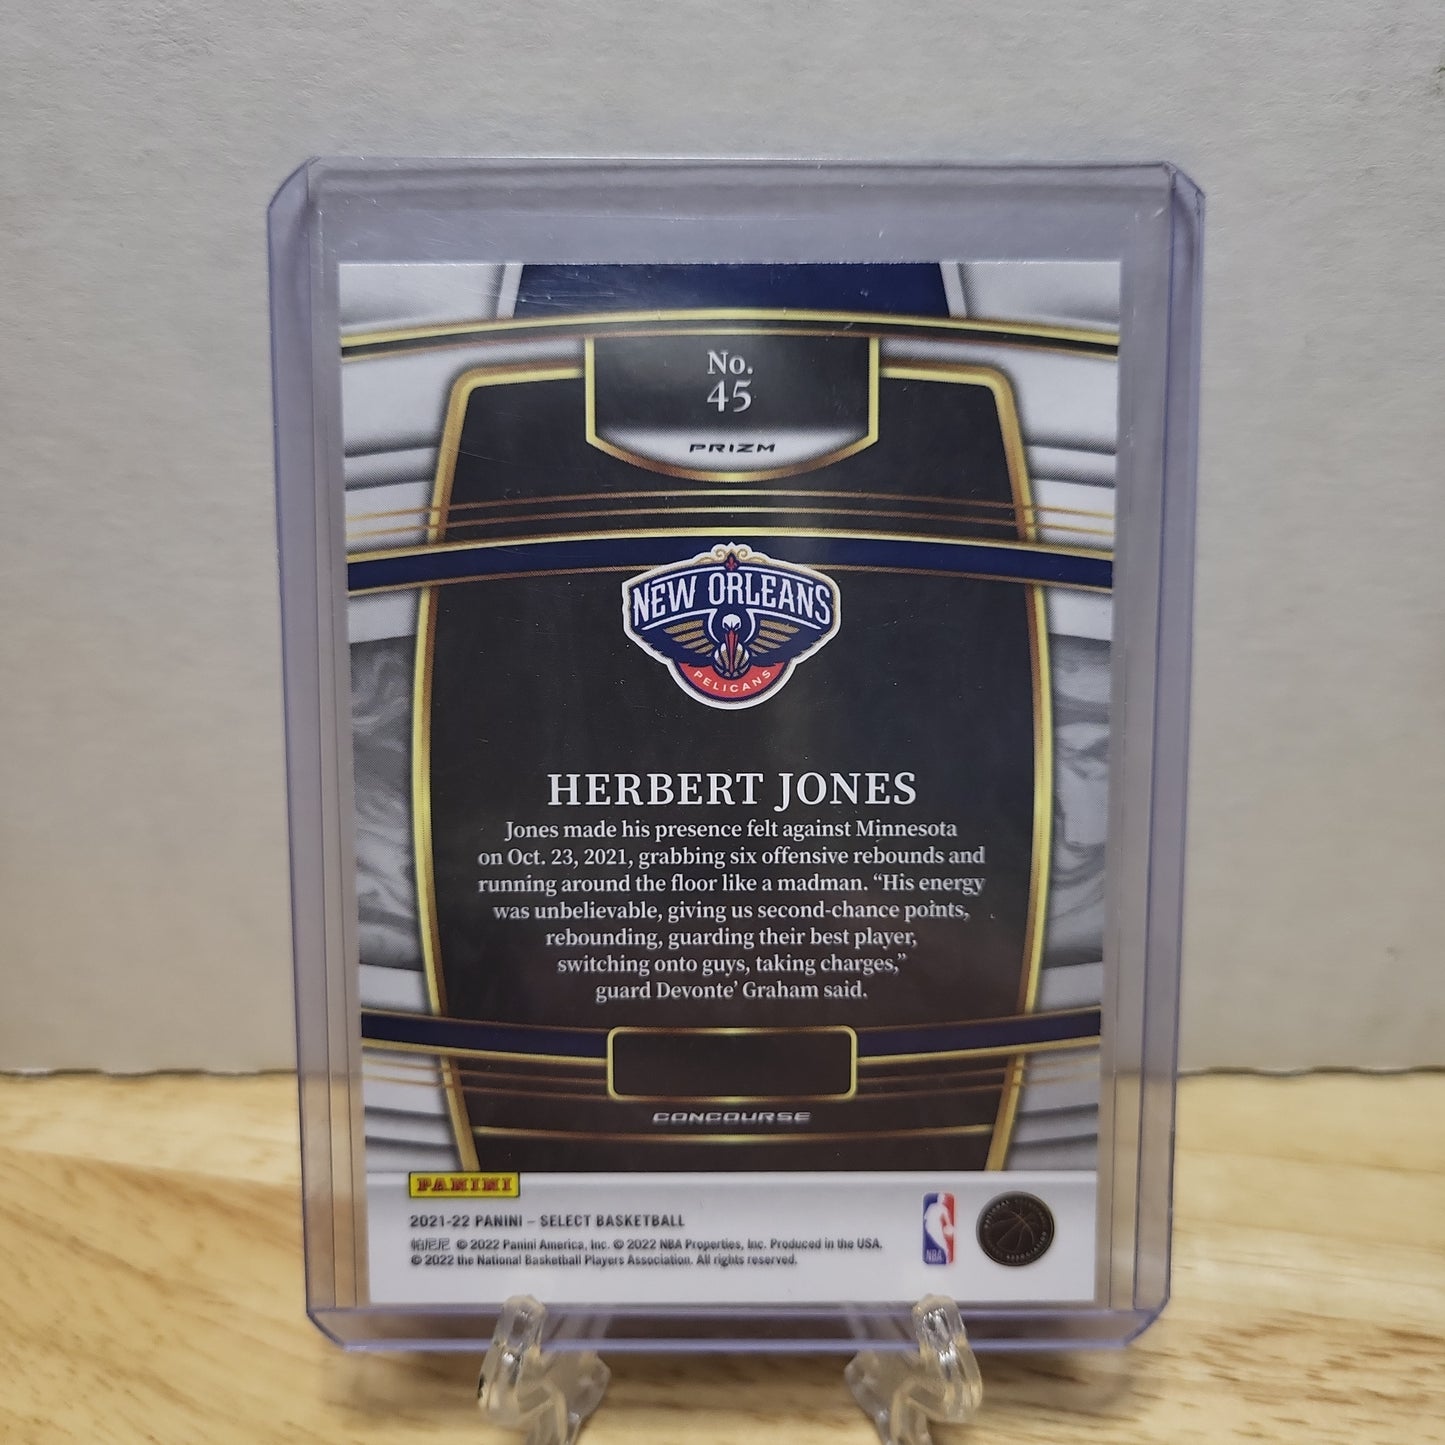 No.
45
PRIZM
NEW ORLEANS
PELICANS
HERBERT JONES
Jones made his presence felt against Minnesota
on Oct. 23, 2021, grabbing six offensive rebounds and
running around the floor like a madman. “His energy
was unbelievable, giving us second-chance points,
rebounding, guarding their best player,
switching onto guys, taking charges,”
guard Devonte’ Graham said.
CONCOURSE
PANINI
2021-22 PANINI – SELECT BASKETBALL
帕尼尼 © 2022 Panini America, Inc. © 2022 NBA Properties, Inc. Produced in the USA.
© 2022 the National Basketball Players Association. All rights reserved.
NBA